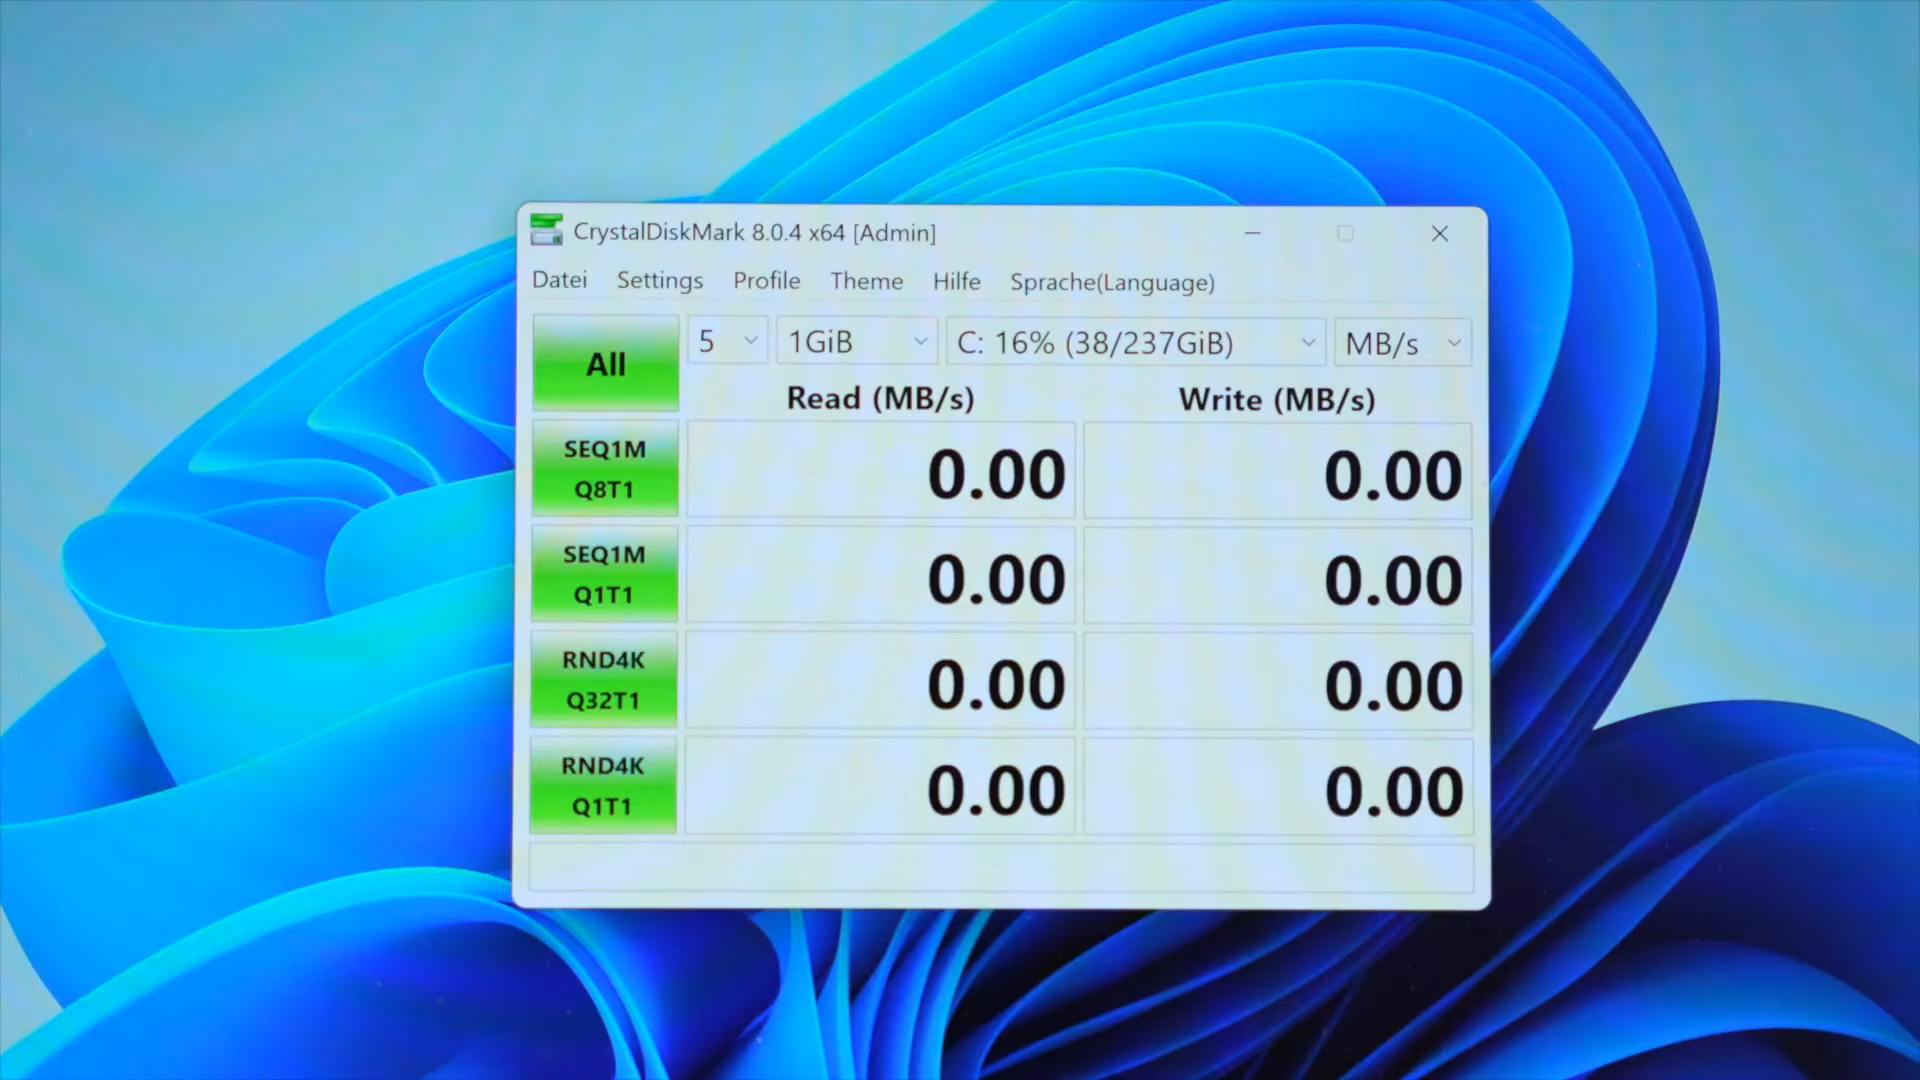 CrystalDiskMark 8.0.4 x64 [Admin]
Datei Settings Profile Theme Hilfe Sprache(Language)
All 5 1GiB C: 16% (38/237GiB) MB/s
Read (MB/s) Write (MB/s)
SEQ1M
Q8T1
0.00 0.00
SEQ1M
Q1T1
0.00 0.00
RND4K
Q32T1
0.00 0.00
RND4K
Q1T1
0.00 0.00